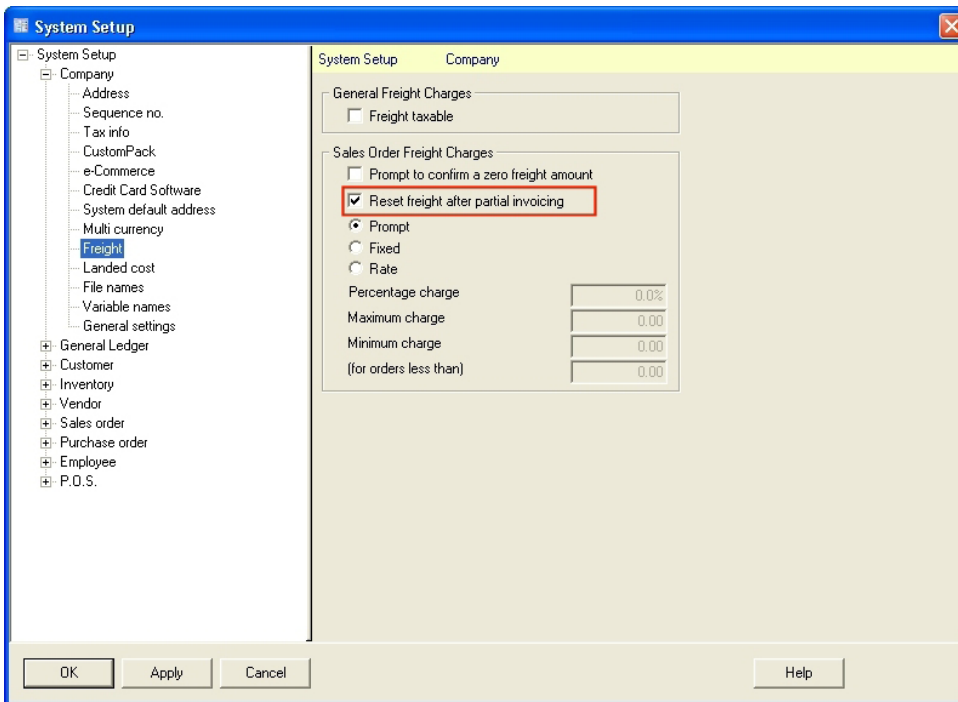 System Setup
System Setup
Company
Address
Sequence no.
Tax info
CustomPack
e-Commerce
Credit Card Software
System default address
Multi currency
Freight
Landed cost
File names
Variable names
General settings
General Ledger
Customer
Inventory
Vendor
Sales order
Purchase order
Employee
P.O.S.
System Setup Company
General Freight Charges
Freight taxable
Sales Order Freight Charges
Prompt to confirm a zero freight amount
Reset freight after partial invoicing
Prompt
Fixed
Rate
Percentage charge 0.0%
Maximum charge 0.00
Minimum charge 0.00
(for orders less than) 0.00
OK Apply Cancel Help